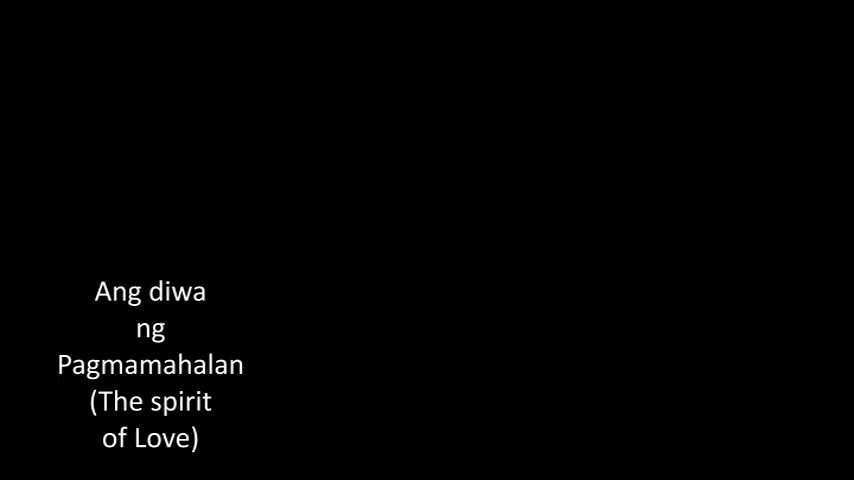 Ang diwa
ng
Pagmamahalan
(The spirit
of Love)